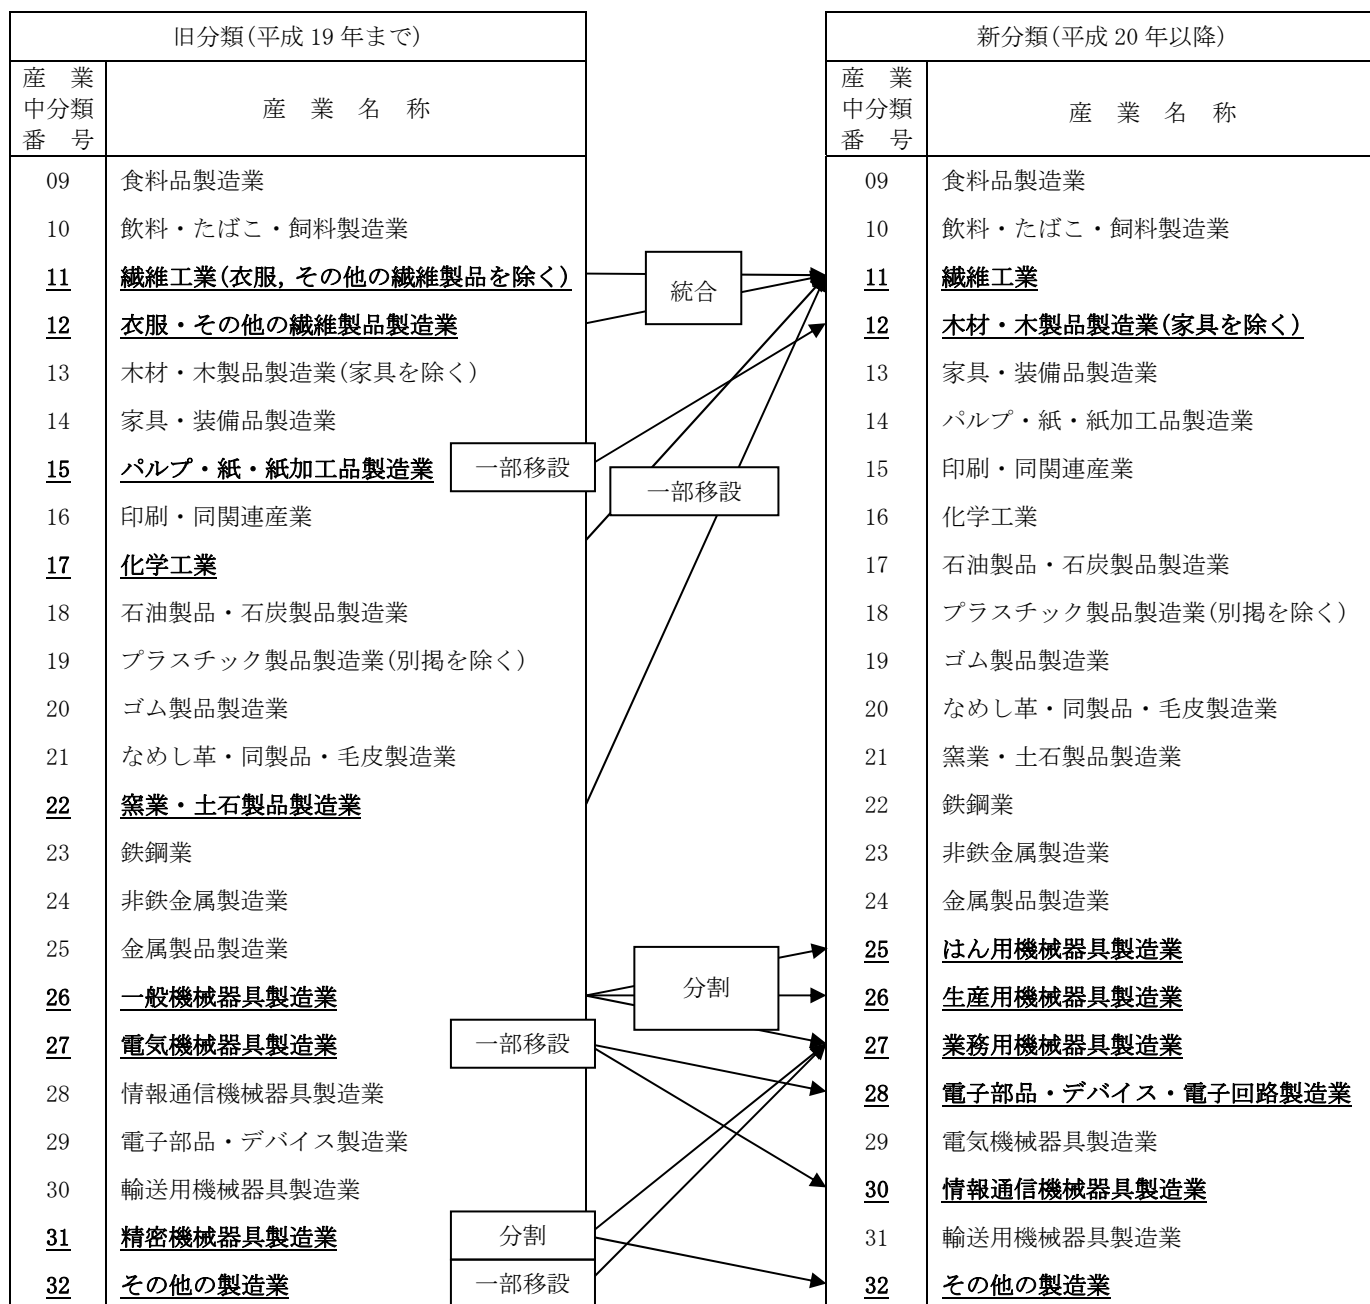 旧分類(平成 19 年まで)
新分類(平成 20 年以降)
産 業
中分類
番 号
産 業 名 称
産 業
中分類
番 号
産 業 名 称
09 食料品製造業
09 食料品製造業
10 飲料・たばこ・飼料製造業
10 飲料・たばこ・飼料製造業
11 繊維工業(衣服,その他の繊維製品を除く)
統合
11 繊維工業
12 衣服・その他の繊維製品製造業
12 木材・木製品製造業(家具を除く)
13 木材・木製品製造業(家具を除く)
13 家具・装備品製造業
14 家具・装備品製造業
14 パルプ・紙・紙加工品製造業
15 パルプ・紙・紙加工品製造業
一部移設
一部移設
15 印刷・同関連産業
16 印刷・同関連産業
16 化学工業
17 化学工業
17 石油製品・石炭製品製造業
18 石油製品・石炭製品製造業
18 プラスチック製品製造業(別掲を除く)
19 プラスチック製品製造業(別掲を除く)
19 ゴム製品製造業
20 ゴム製品製造業
20 なめし革・同製品・毛皮製造業
21 なめし革・同製品・毛皮製造業
21 窯業・土石製品製造業
22 窯業・土石製品製造業
22 鉄鋼業
23 鉄鋼業
23 非鉄金属製造業
24 非鉄金属製造業
24 金属製品製造業
25 金属製品製造業
25 はん用機械器具製造業
26 一般機械器具製造業
分割
26 生産用機械器具製造業
27 電気機械器具製造業
一部移設
27 業務用機械器具製造業
28 情報通信機械器具製造業
28 電子部品・デバイス・電子回路製造業
29 電子部品・デバイス製造業
29 電気機械器具製造業
30 輸送用機械器具製造業
30 情報通信機械器具製造業
31 精密機械器具製造業
分割
31 輸送用機械器具製造業
32 その他の製造業
一部移設
32 その他の製造業